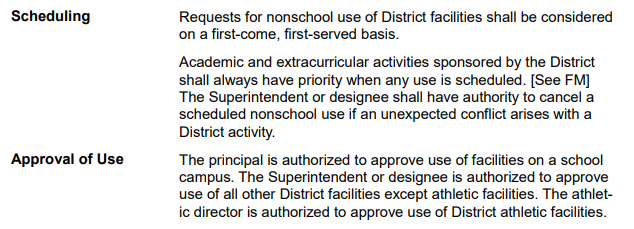 Scheduling
Requests for nonschool use of District facilities shall be considered
on a first-come, first-served basis.
Academic and extracurricular activities sponsored by the District
shall always have priority when any use is scheduled. [See FM]
The Superintendent or designee shall have authority to cancel a
scheduled nonschool use if an unexpected conflict arises with a
District activity.
Approval of Use
The principal is authorized to approve use of facilities on a school
campus. The Superintendent or designee is authorized to approve
use of all other District facilities except athletic facilities. The athlet-
ic director is authorized to approve use of District athletic facilities.